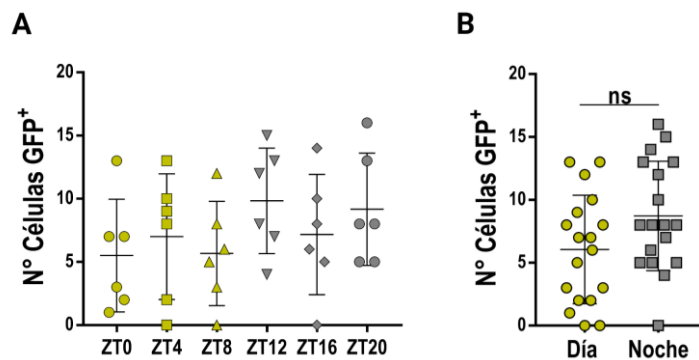 A
N° Células GFP+
20
15
10
5
0
ZT0 ZT4 ZT8 ZT12 ZT16 ZT20
B
N° Células GFP+
20
15
10
5
0
ns
Día Noche